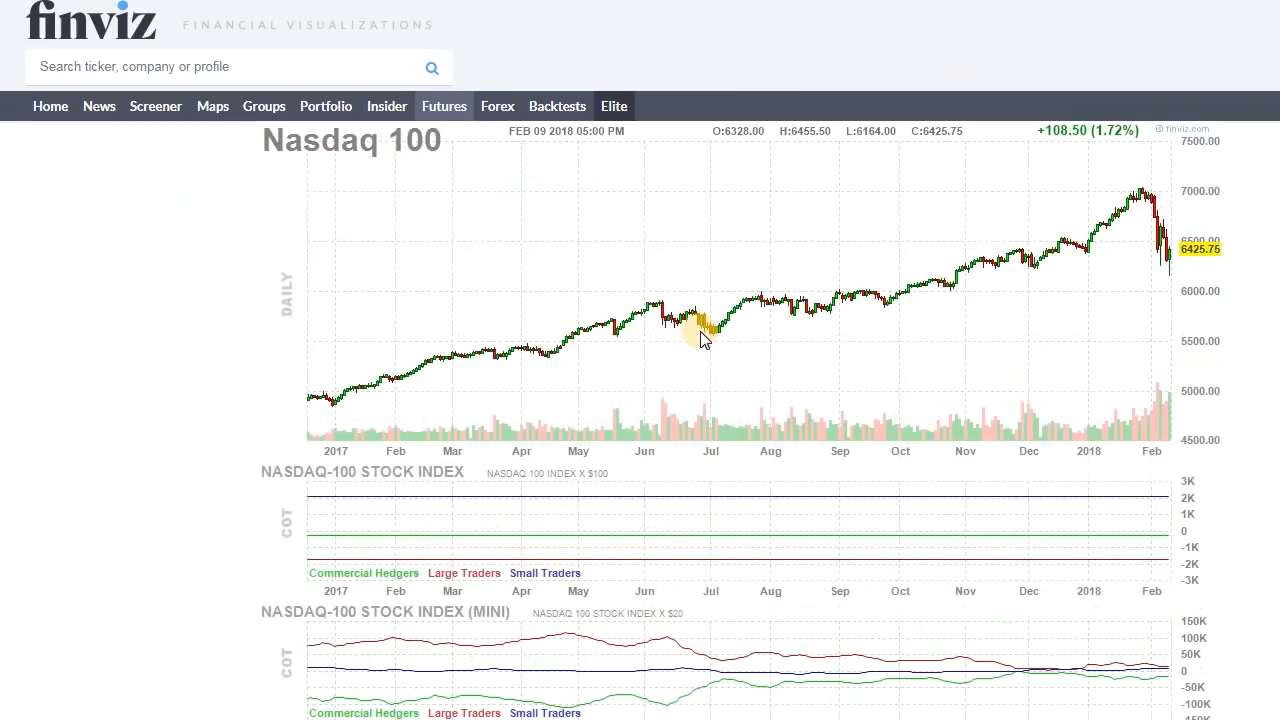 finviz FINANCIAL VISUALIZATIONS
Search ticker, company or profile
Home News Screener Maps Groups Portfolio Insider Futures Forex Backtests Elite
Nasdaq 100 FEB 09 2018 05:00 PM O:6328.00 H:6455.50 L:6164.00 C:6425.75 +108.50 (1.72%) © finviz.com
7500.00
7000.00
6500.00
6425.75
6000.00
DAILY
5500.00
5000.00
4500.00
2017 Feb Mar Apr May Jun Jul Aug Sep Oct Nov Dec 2018 Feb
NASDAQ-100 STOCK INDEX NASDAQ 100 INDEX X $100
3K
2K
1K
COT
0
-1K
-2K
Commercial Hedgers Large Traders Small Traders
-3K
2017 Feb Mar Apr May Jun Jul Aug Sep Oct Nov Dec 2018 Feb
NASDAQ-100 STOCK INDEX (MINI) NASDAQ 100 STOCK INDEX X $20
150K
100K
50K
COT
0
-50K
-100K
Commercial Hedgers Large Traders Small Traders